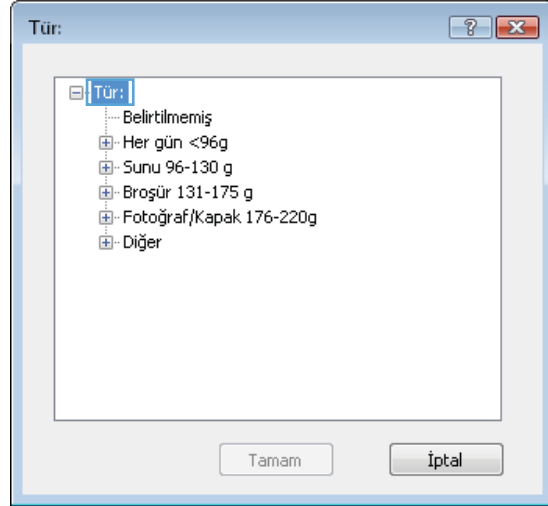 Tür:
Tür:
Belirtilmemiş
Her gün <96g
Sunu 96-130 g
Broşür 131-175 g
Fotoğraf/Kapak 176-220g
Diğer
Tamam
İptal